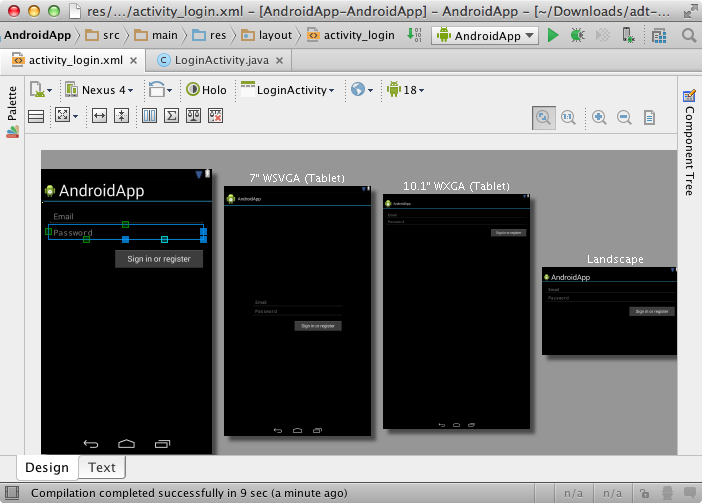 res/.../activity_login.xml - [AndroidApp-AndroidApp] - AndroidApp - [~/Downloads/adt-...
AndroidApp src main res layout activity_login AndroidApp
activity_login.xml LoginActivity.java
Palette
Nexus 4 Holo LoginActivity 18
1:1
Component Tree
AndroidApp
Email
Password
Sign in or register
7" WSVGA (Tablet)
AndroidApp
Email
Password
Sign in or register
10.1" WXGA (Tablet)
AndroidApp
Email
Password
Sign in or register
Landscape
AndroidApp
Email
Password
Sign in or register
Design Text
Compilation completed successfully in 9 sec (a minute ago) n/a n/a